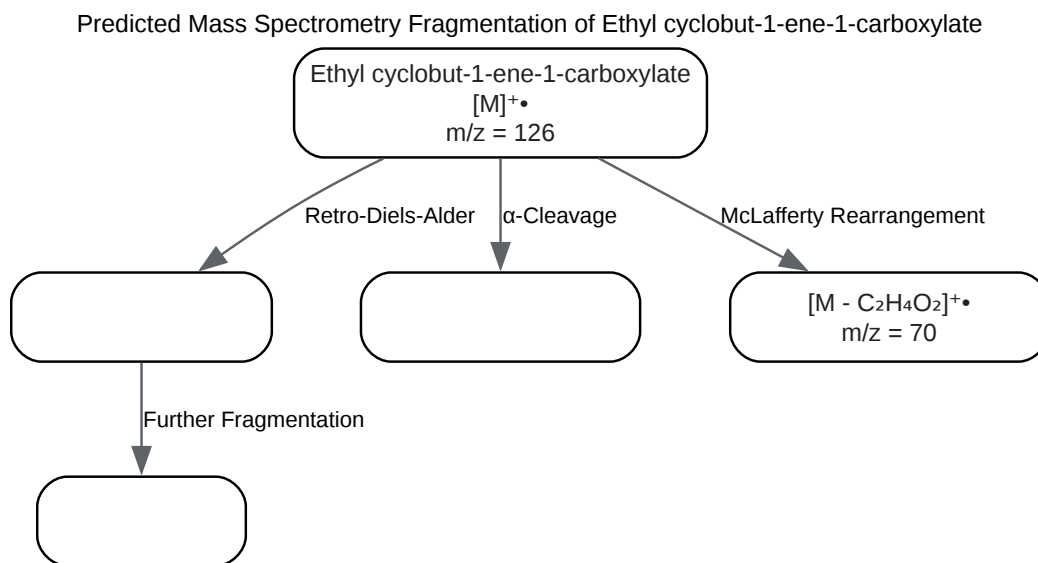 Predicted Mass Spectrometry Fragmentation of Ethyl cyclobut-1-ene-1-carboxylate
Ethyl cyclobut-1-ene-1-carboxylate
[M]⁺•
m/z = 126
Retro-Diels-Alder
α-Cleavage
McLafferty Rearrangement
[M - C₂H₄O₂]⁺•
m/z = 70
Further Fragmentation